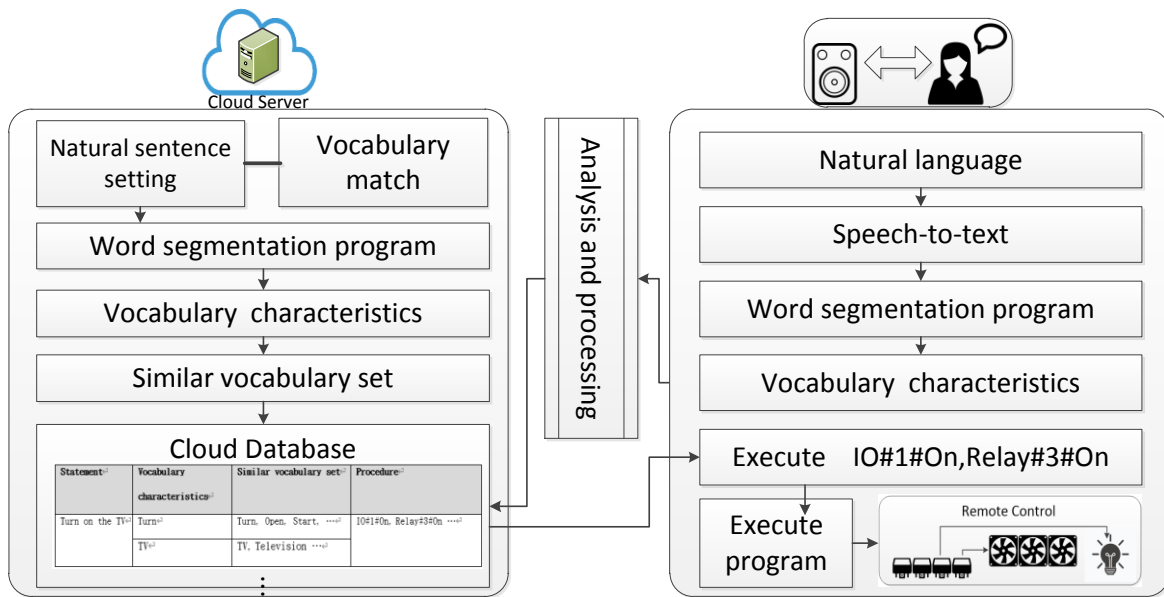 Cloud Server
Natural sentence
setting
Vocabulary
match
Word segmentation program
Vocabulary characteristics
Similar vocabulary set
Cloud Database
Statement↵ Vocabulary Similar vocabulary set↵ Procedure↵
characteristics↵
Turn on the TV↵ Turn↵ Turn, Open, Start, …↵ IO#1#On, Relay#3#On …↵
TV↵ TV, Television …↵
⋮
Analysis and processing
Natural language
Speech-to-text
Word segmentation program
Vocabulary characteristics
Execute IO#1#On,Relay#3#On
Execute
program
Remote Control